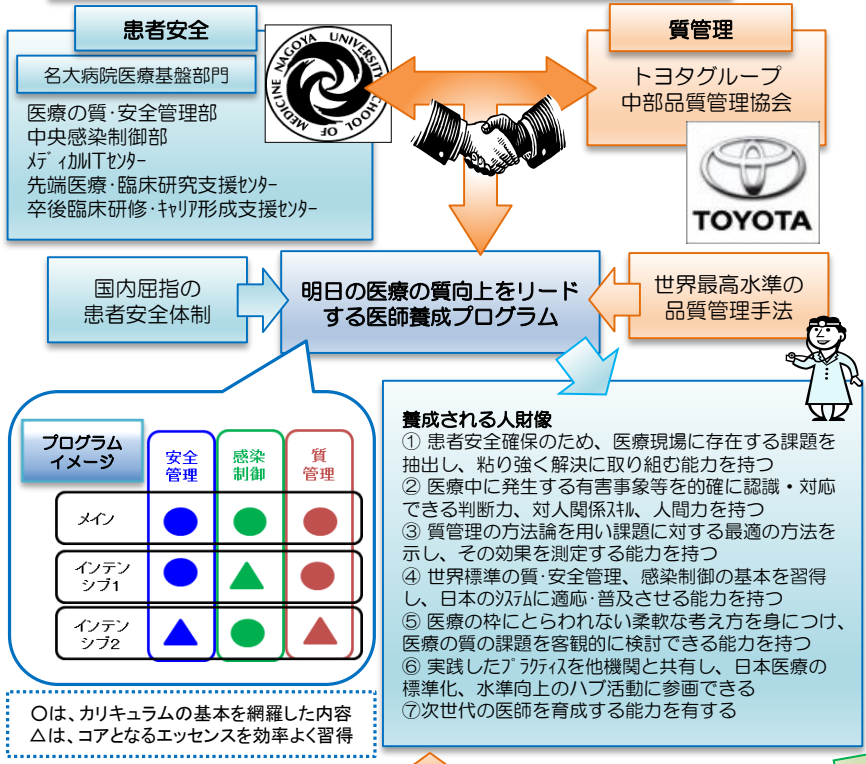 患者安全
名大病院医療基盤部門
医療の質･安全管理部
中央感染制御部
ﾒﾃﾞｨｶﾙITｾﾝﾀｰ
先端医療･臨床研究支援ｾﾝﾀｰ
卒後臨床研修･ｷｬﾘｱ形成支援ｾﾝﾀｰ
NAGOYA UNIVERSITY SCHOOL OF MEDICINE
質管理
トヨタグループ
中部品質管理協会
TOYOTA
国内屈指の
患者安全体制
明日の医療の質向上をリード
する医師養成プログラム
世界最高水準の
品質管理手法
プログラム
イメージ
安全
管理
感染
制御
質
管理
メイン
インテン
シブ1
インテン
シブ2
〇は、カリキュラムの基本を網羅した内容
△は、コアとなるエッセンスを効率よく習得
養成される人財像
① 患者安全確保のため、医療現場に存在する課題を
抽出し、粘り強く解決に取り組む能力を持つ
② 医療中に発生する有害事象等を的確に認識・対応
できる判断力、対人関係ｽｷﾙ、人間力を持つ
③ 質管理の方法論を用い課題に対する最適の方法を
示し、その効果を測定する能力を持つ
④ 世界標準の質･安全管理、感染制御の基本を習得
し、日本のｼｽﾃﾑに適応･普及させる能力を持つ
⑤ 医療の枠にとらわれない柔軟な考え方を身につけ、
医療の質の課題を客観的に検討できる能力を持つ
⑥ 実践したﾌﾟﾗｸﾃｨｽを他機関と共有し、日本医療の
標準化、水準向上のハブ活動に参画できる
⑦次世代の医師を育成する能力を有する